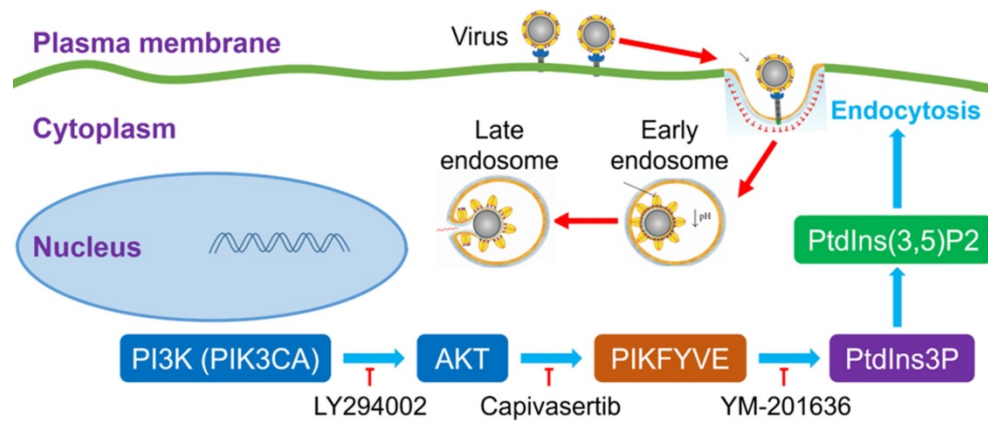 Plasma membrane
Virus
Cytoplasm
Endocytosis
Late
endosome
Early
endosome
pH
Nucleus
PtdIns(3,5)P2
PI3K (PIK3CA)
AKT
PIKFYVE
PtdIns3P
LY294002
Capivasertib
YM-201636